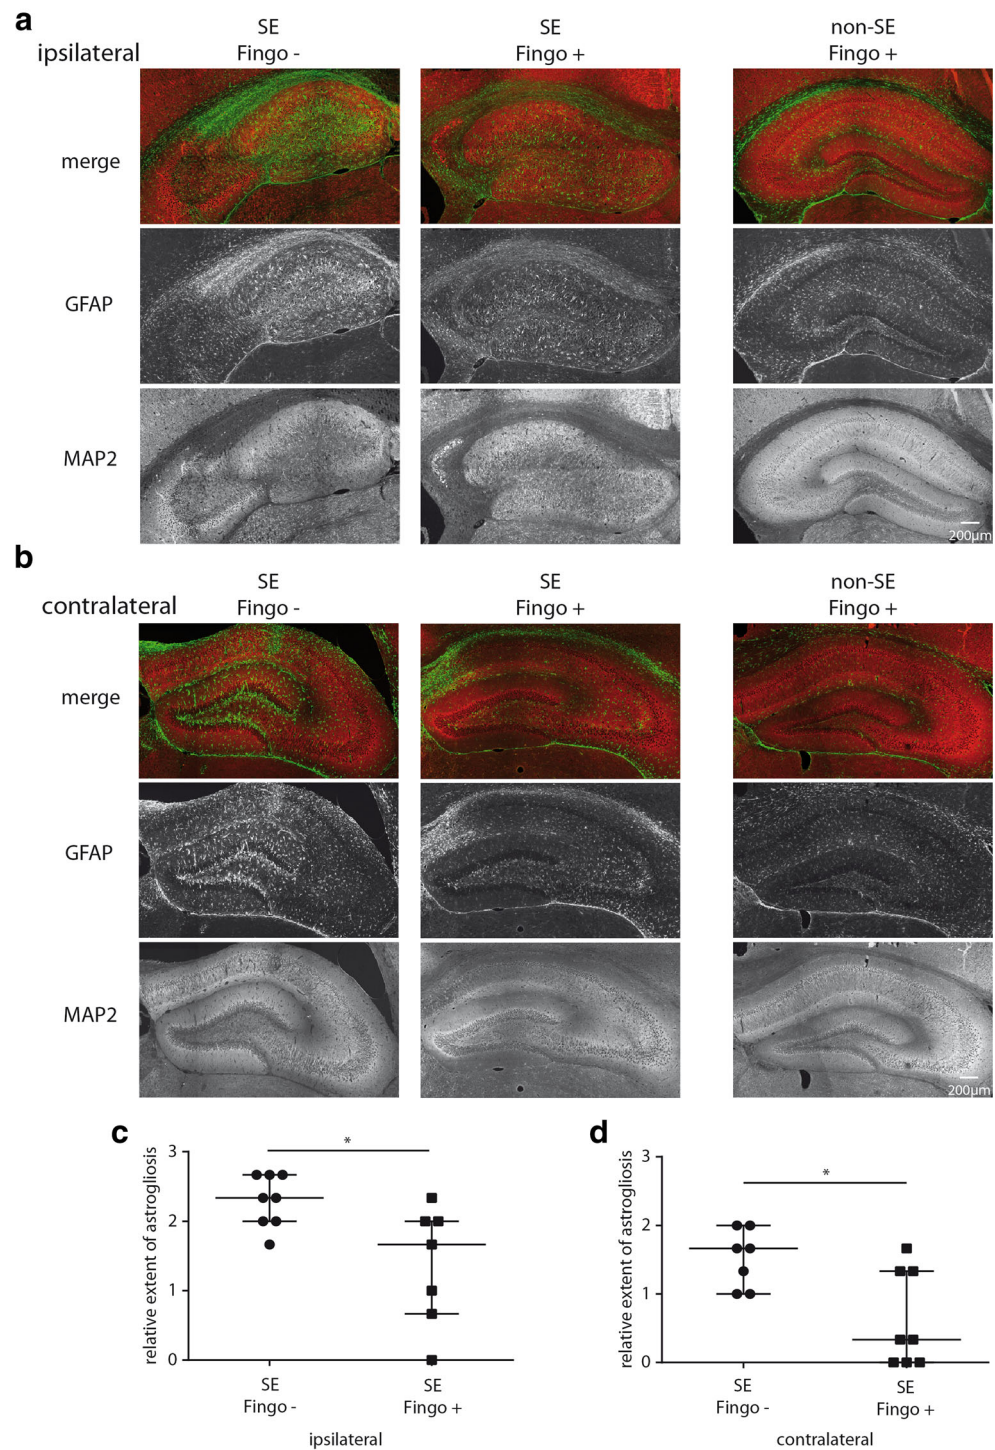 a
SE
SE
non-SE
ipsilateral
Fingo -
Fingo +
Fingo +
merge
GFAP
MAP2
200µm
b
SE
SE
non-SE
contralateral
Fingo -
Fingo +
Fingo +
merge
GFAP
MAP2
200µm
c
relative extent of astrogliosis
3
2
1
0
*
SE
Fingo -
SE
Fingo +
ipsilateral
d
relative extent of astrogliosis
3
2
1
0
*
SE
Fingo -
SE
Fingo +
contralateral